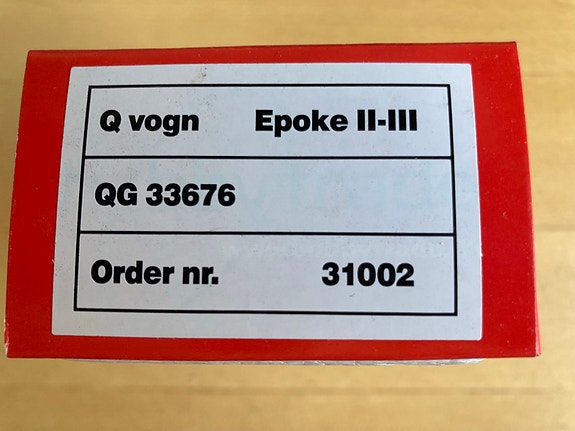 Q vogn Epoke II-III
QG 33676
Order nr. 31002